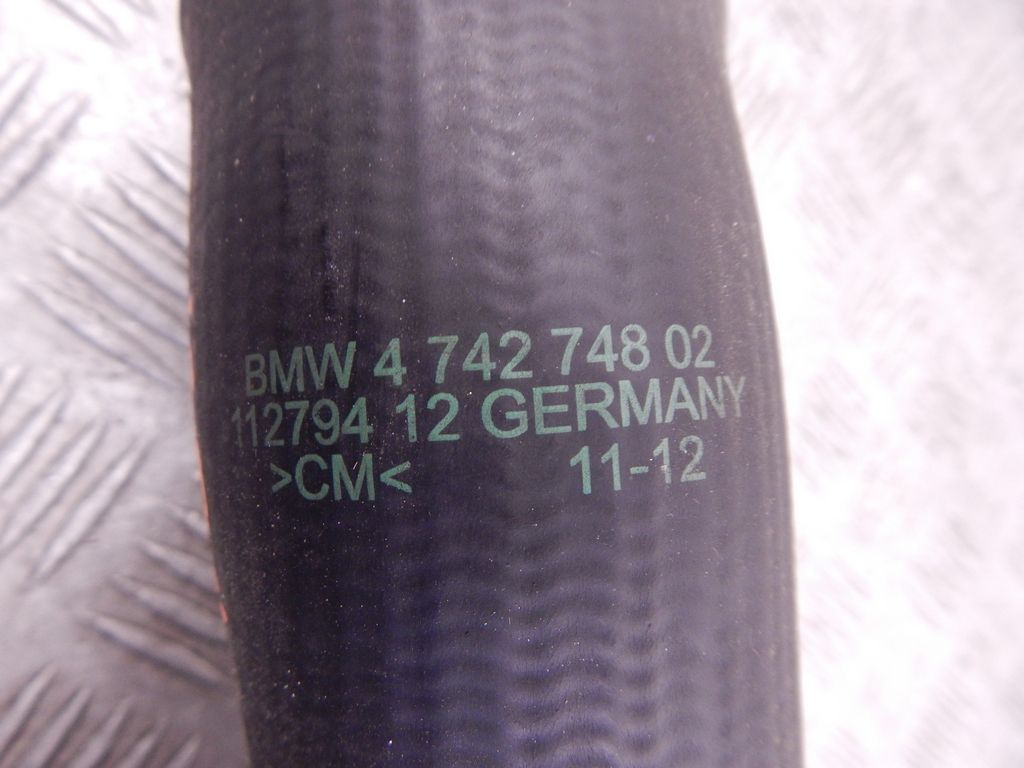 BMW 4 742 748 02
112794 12 GERMANY
>CM< 11-12